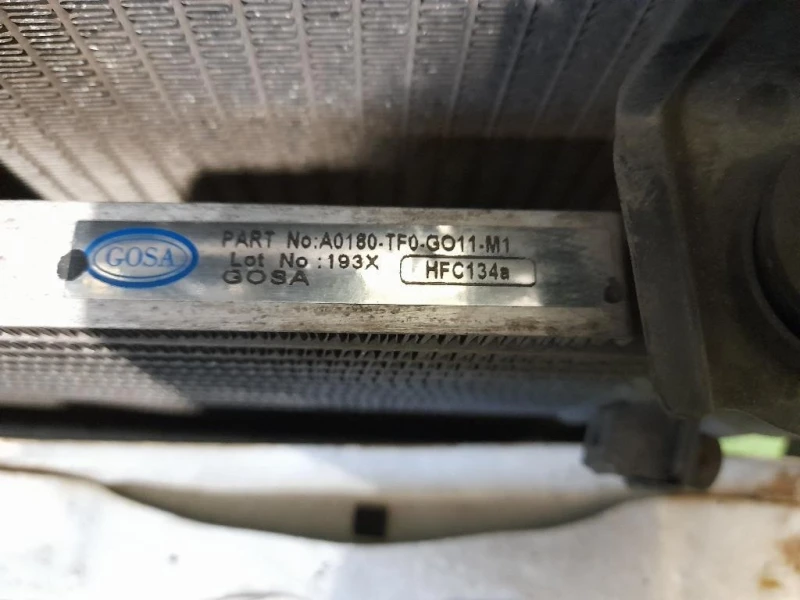 GOSA
PART No:A0180-TF0-GO11-M1
Lot No :193X
HFC134a
GOSA